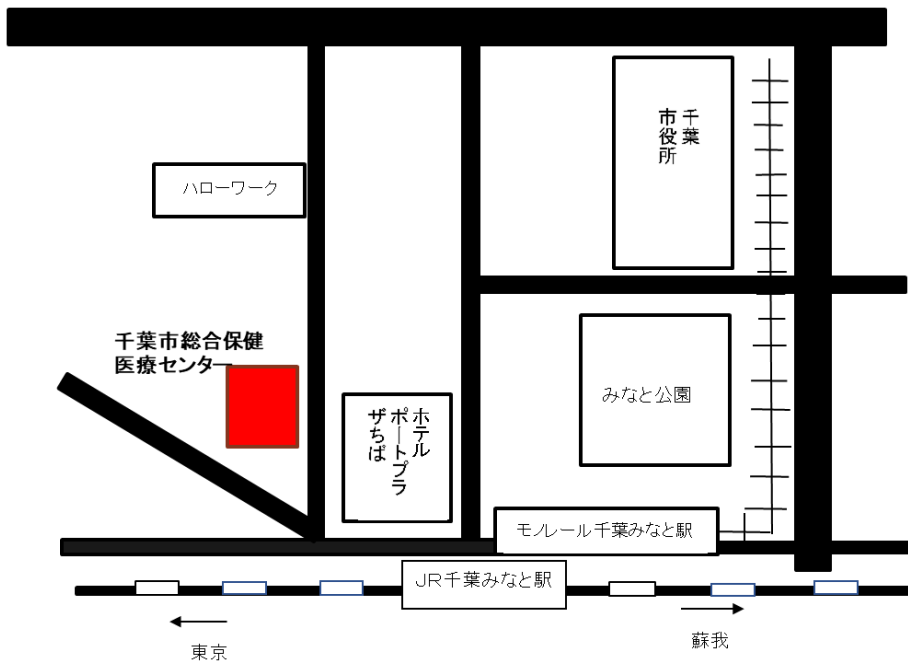 千葉
市役所
ハローワーク
千葉市総合保健
医療センター
ホテル
ポートプラ
ザちば
みなと公園
モノレール千葉みなと駅
JR千葉みなと駅
東京
蘇我